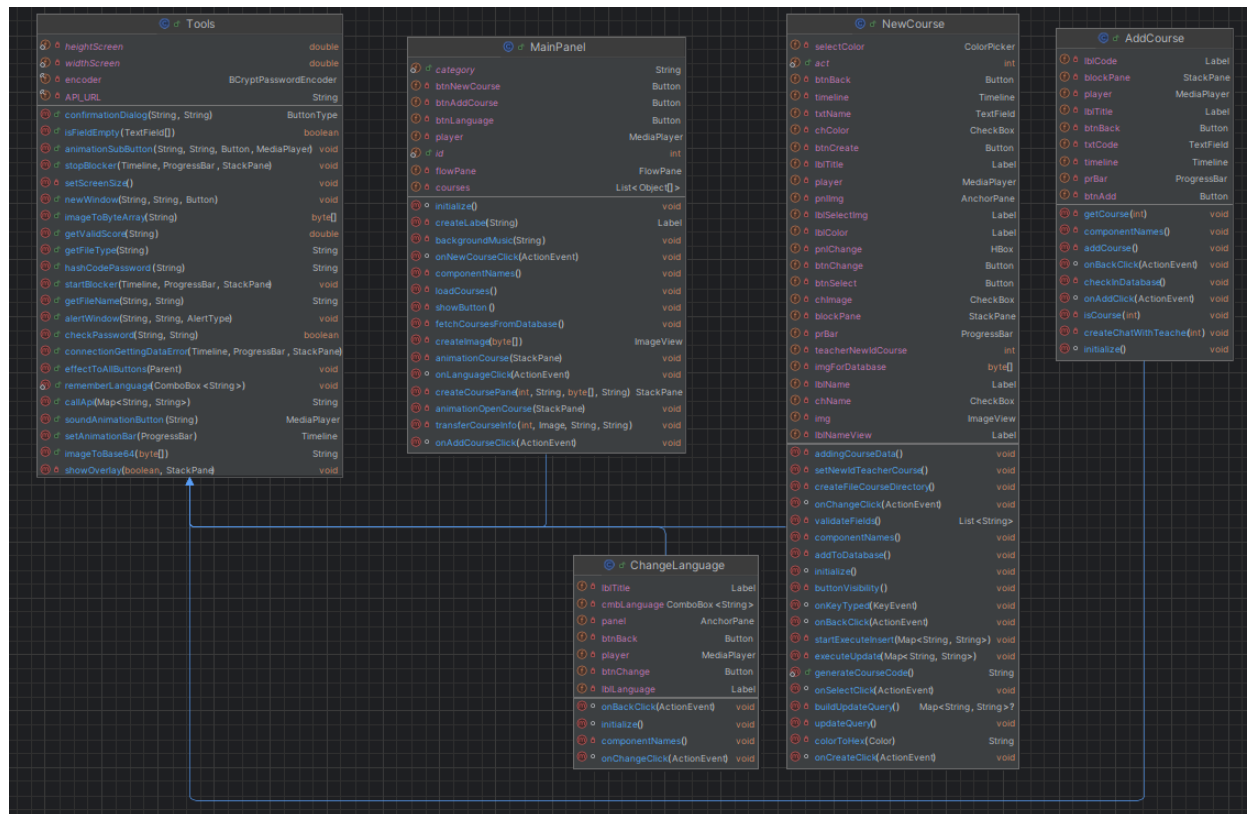 Tools
heightScreen double
widthScreen double
encoder BCryptPasswordEncoder
API_URL String
confirmationDialog(String, String) ButtonType
isFieldEmpty(TextField[]) boolean
animationSubButton(String, String, Button, MediaPlayer) void
stopBlocker(Timeline, ProgressBar, StackPane) void
setScreenSize() void
newWindow(String, String, Button) void
imageToByteArray(String) byte[]
getValidScore(String) double
getFileType(String) String
hashCodePassword(String) String
startBlocker(Timeline, ProgressBar, StackPane) void
getFileName(String, String) String
alertWindow(String, String, AlertType) void
checkPassword(String, String) boolean
connectionGettingDataError(Timeline, ProgressBar, StackPane)
effectToAllButtons(Parent) void
rememberLanguage(ComboBox<String>) void
callApi(Map<String, String>) String
soundAnimationButton(String) MediaPlayer
setAnimationBar(ProgressBar) Timeline
imageToBase64(byte[]) String
showOverlay(boolean, StackPane) void
MainPanel
category String
btnNewCourse Button
btnAddCourse Button
btnLanguage Button
player MediaPlayer
id int
flowPane FlowPane
courses List<Object[]>
initialize() void
createLabe(String) Label
backgroundMusic(String) void
onNewCourseClick(ActionEvent) void
componentNames() void
loadCourses() void
showButton() void
fetchCoursesFromDatabase() void
createImage(byte[]) ImageView
animationCourse(StackPane) void
onLanguageClick(ActionEvent) void
createCoursePane(int, String, byte[], String) StackPane
animationOpenCourse(StackPane) void
transferCourseInfo(int, Image, String, String) void
onAddCourseClick(ActionEvent) void
NewCourse
selectColor ColorPicker
act int
btnBack Button
timeline Timeline
txtName TextField
chColor CheckBox
btnCreate Button
lblTitle Label
player MediaPlayer
pnlImg AnchorPane
lblSelectImg Label
lblColor Label
pnlChange HBox
btnChange Button
btnSelect Button
chImage CheckBox
blockPane StackPane
prBar ProgressBar
teacherNewIdCourse int
imgForDatabase byte[]
lblName Label
chName CheckBox
img ImageView
lblNameView Label
addingCourseData() void
setNewIdTeacherCourse() void
createFileCourseDirectory() void
onChangeClick(ActionEvent) void
validateFields() List<String>
componentNames() void
addToDatabase() void
initialize() void
buttonVisibility() void
onKeyTyped(KeyEvent) void
onBackClick(ActionEvent) void
startExecuteInsert(Map<String, String>) void
executeUpdate(Map<String, String>) void
generateCourseCode() String
onSelectClick(ActionEvent) void
buildUpdateQuery() Map<String, String>?
updateQuery() void
colorToHex(Color) String
onCreateClick(ActionEvent) void
AddCourse
lblCode Label
blockPane StackPane
player MediaPlayer
lblTitle Label
btnBack Button
txtCode TextField
timeline Timeline
prBar ProgressBar
btnAdd Button
getCourse(int) void
componentNames() void
addCourse() void
onBackClick(ActionEvent) void
checkInDatabase() void
onAddClick(ActionEvent) void
isCourse(int) void
createChatWithTeacher(int) void
initialize() void
ChangeLanguage
lblTitle Label
cmbLanguage ComboBox<String>
panel AnchorPane
btnBack Button
player MediaPlayer
btnChange Button
lblLanguage Label
onBackClick(ActionEvent) void
initialize() void
componentNames() void
onChangeClick(ActionEvent) void